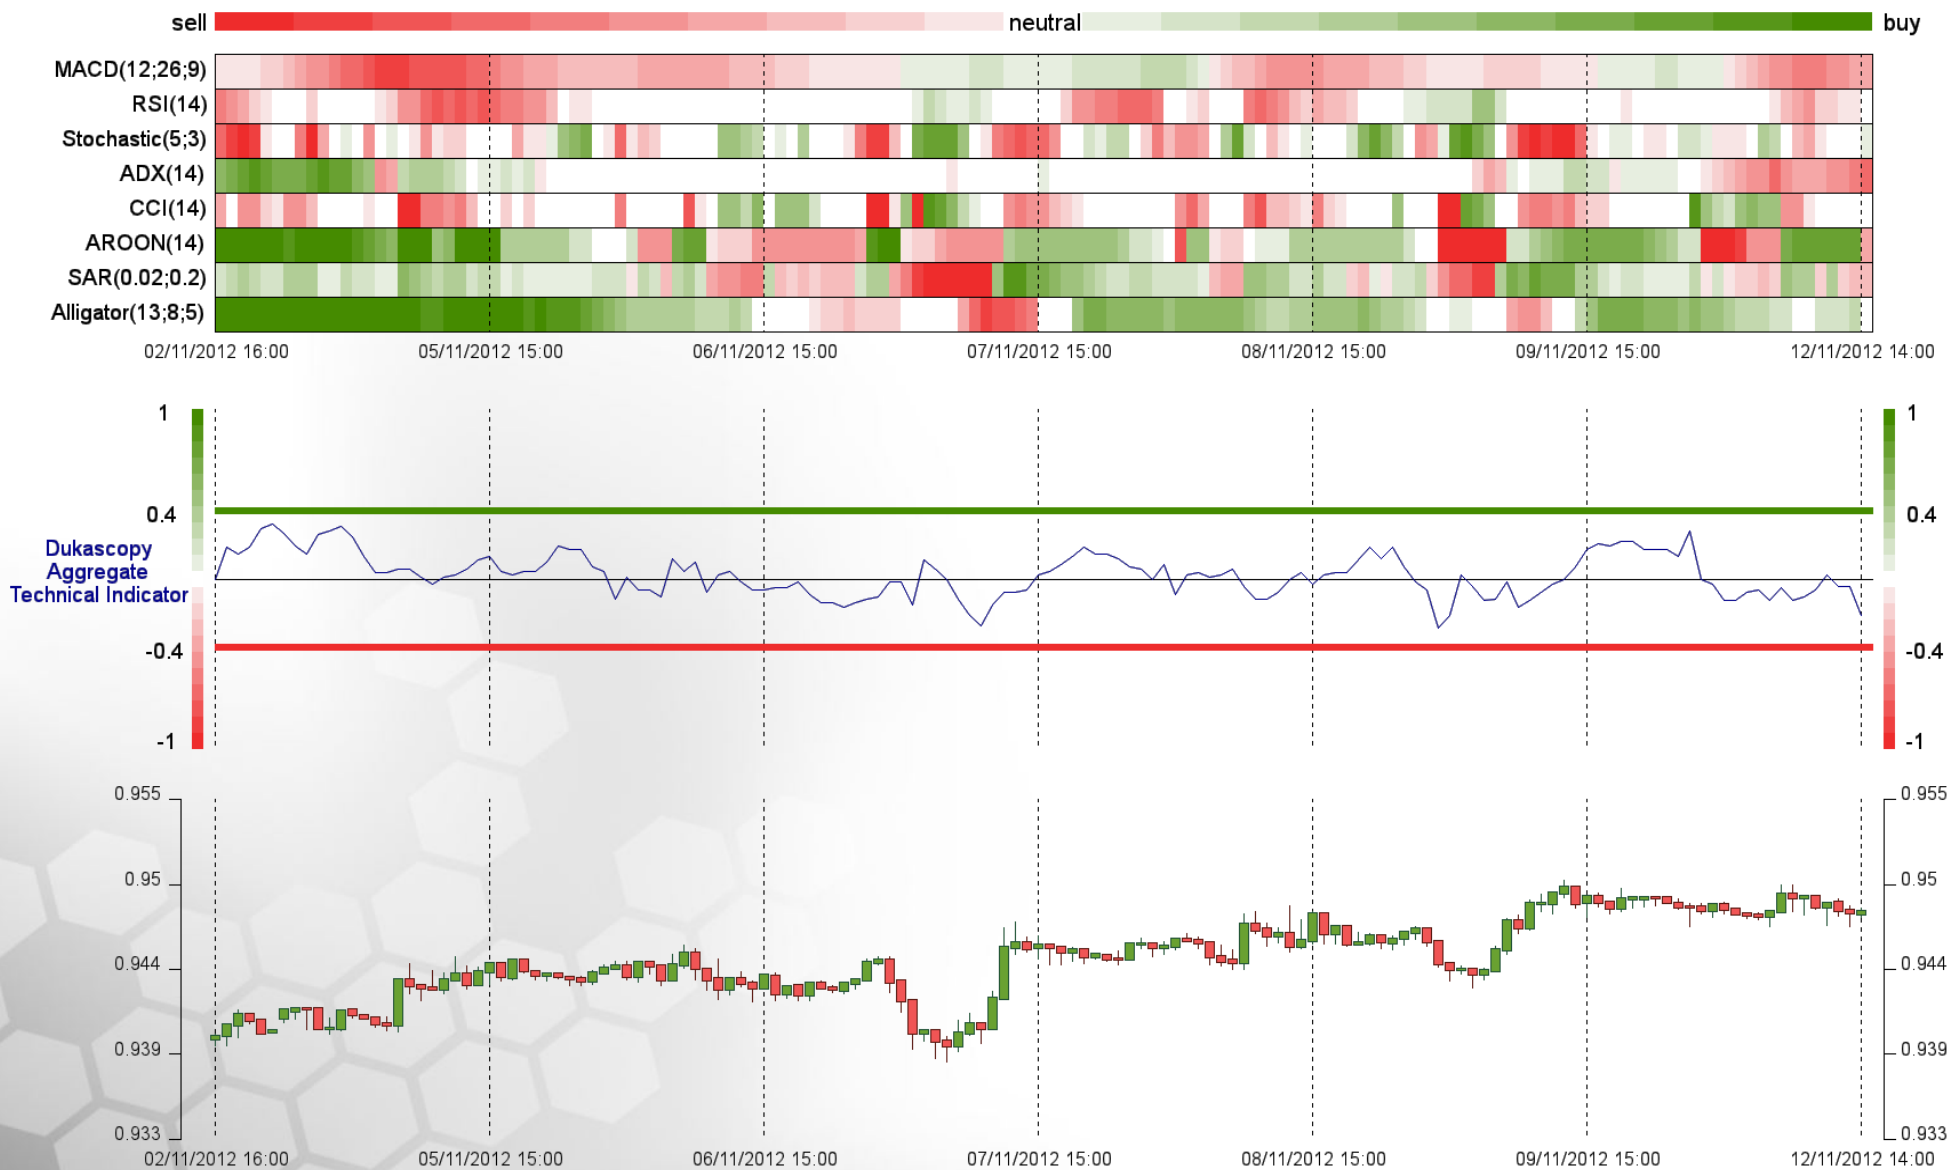 sell neutral buy
MACD(12;26;9)
RSI(14)
Stochastic(5;3)
ADX(14)
CCI(14)
AROON(14)
SAR(0.02;0.2)
Alligator(13;8;5)
02/11/2012 16:00 05/11/2012 15:00 06/11/2012 15:00 07/11/2012 15:00 08/11/2012 15:00 09/11/2012 15:00 12/11/2012 14:00
1 1
0.4 0.4
Dukascopy
Aggregate
Technical Indicator
-0.4 -0.4
-1 -1
0.955 0.955
0.95 0.95
0.944 0.944
0.939 0.939
0.933 0.933
02/11/2012 16:00 05/11/2012 15:00 06/11/2012 15:00 07/11/2012 15:00 08/11/2012 15:00 09/11/2012 15:00 12/11/2012 14:00